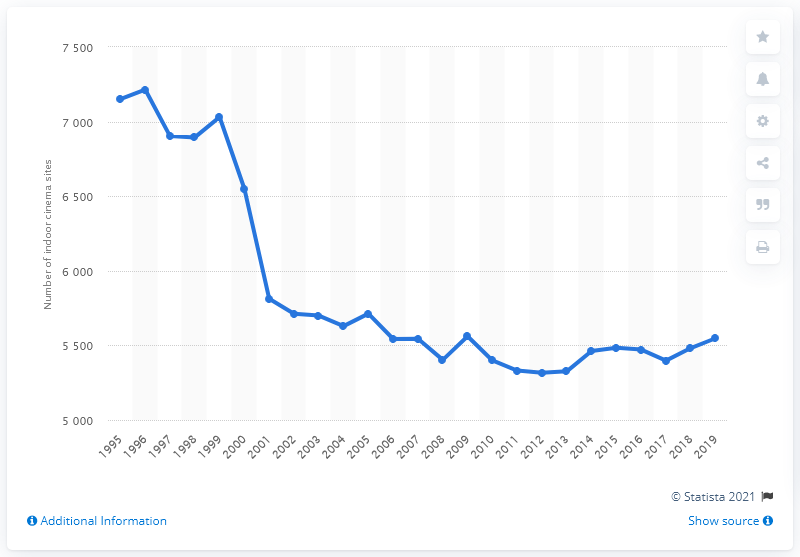 7 500
7 000
6 500
6 000
5 500
5 000
Number of indoor cinema sites
1995 1996 1997 1998 1999 2000 2001 2002 2003 2004 2005 2006 2007 2008 2009 2010 2011 2012 2013 2014 2015 2016 2017 2018 2019
© Statista 2021
Additional Information
Show source